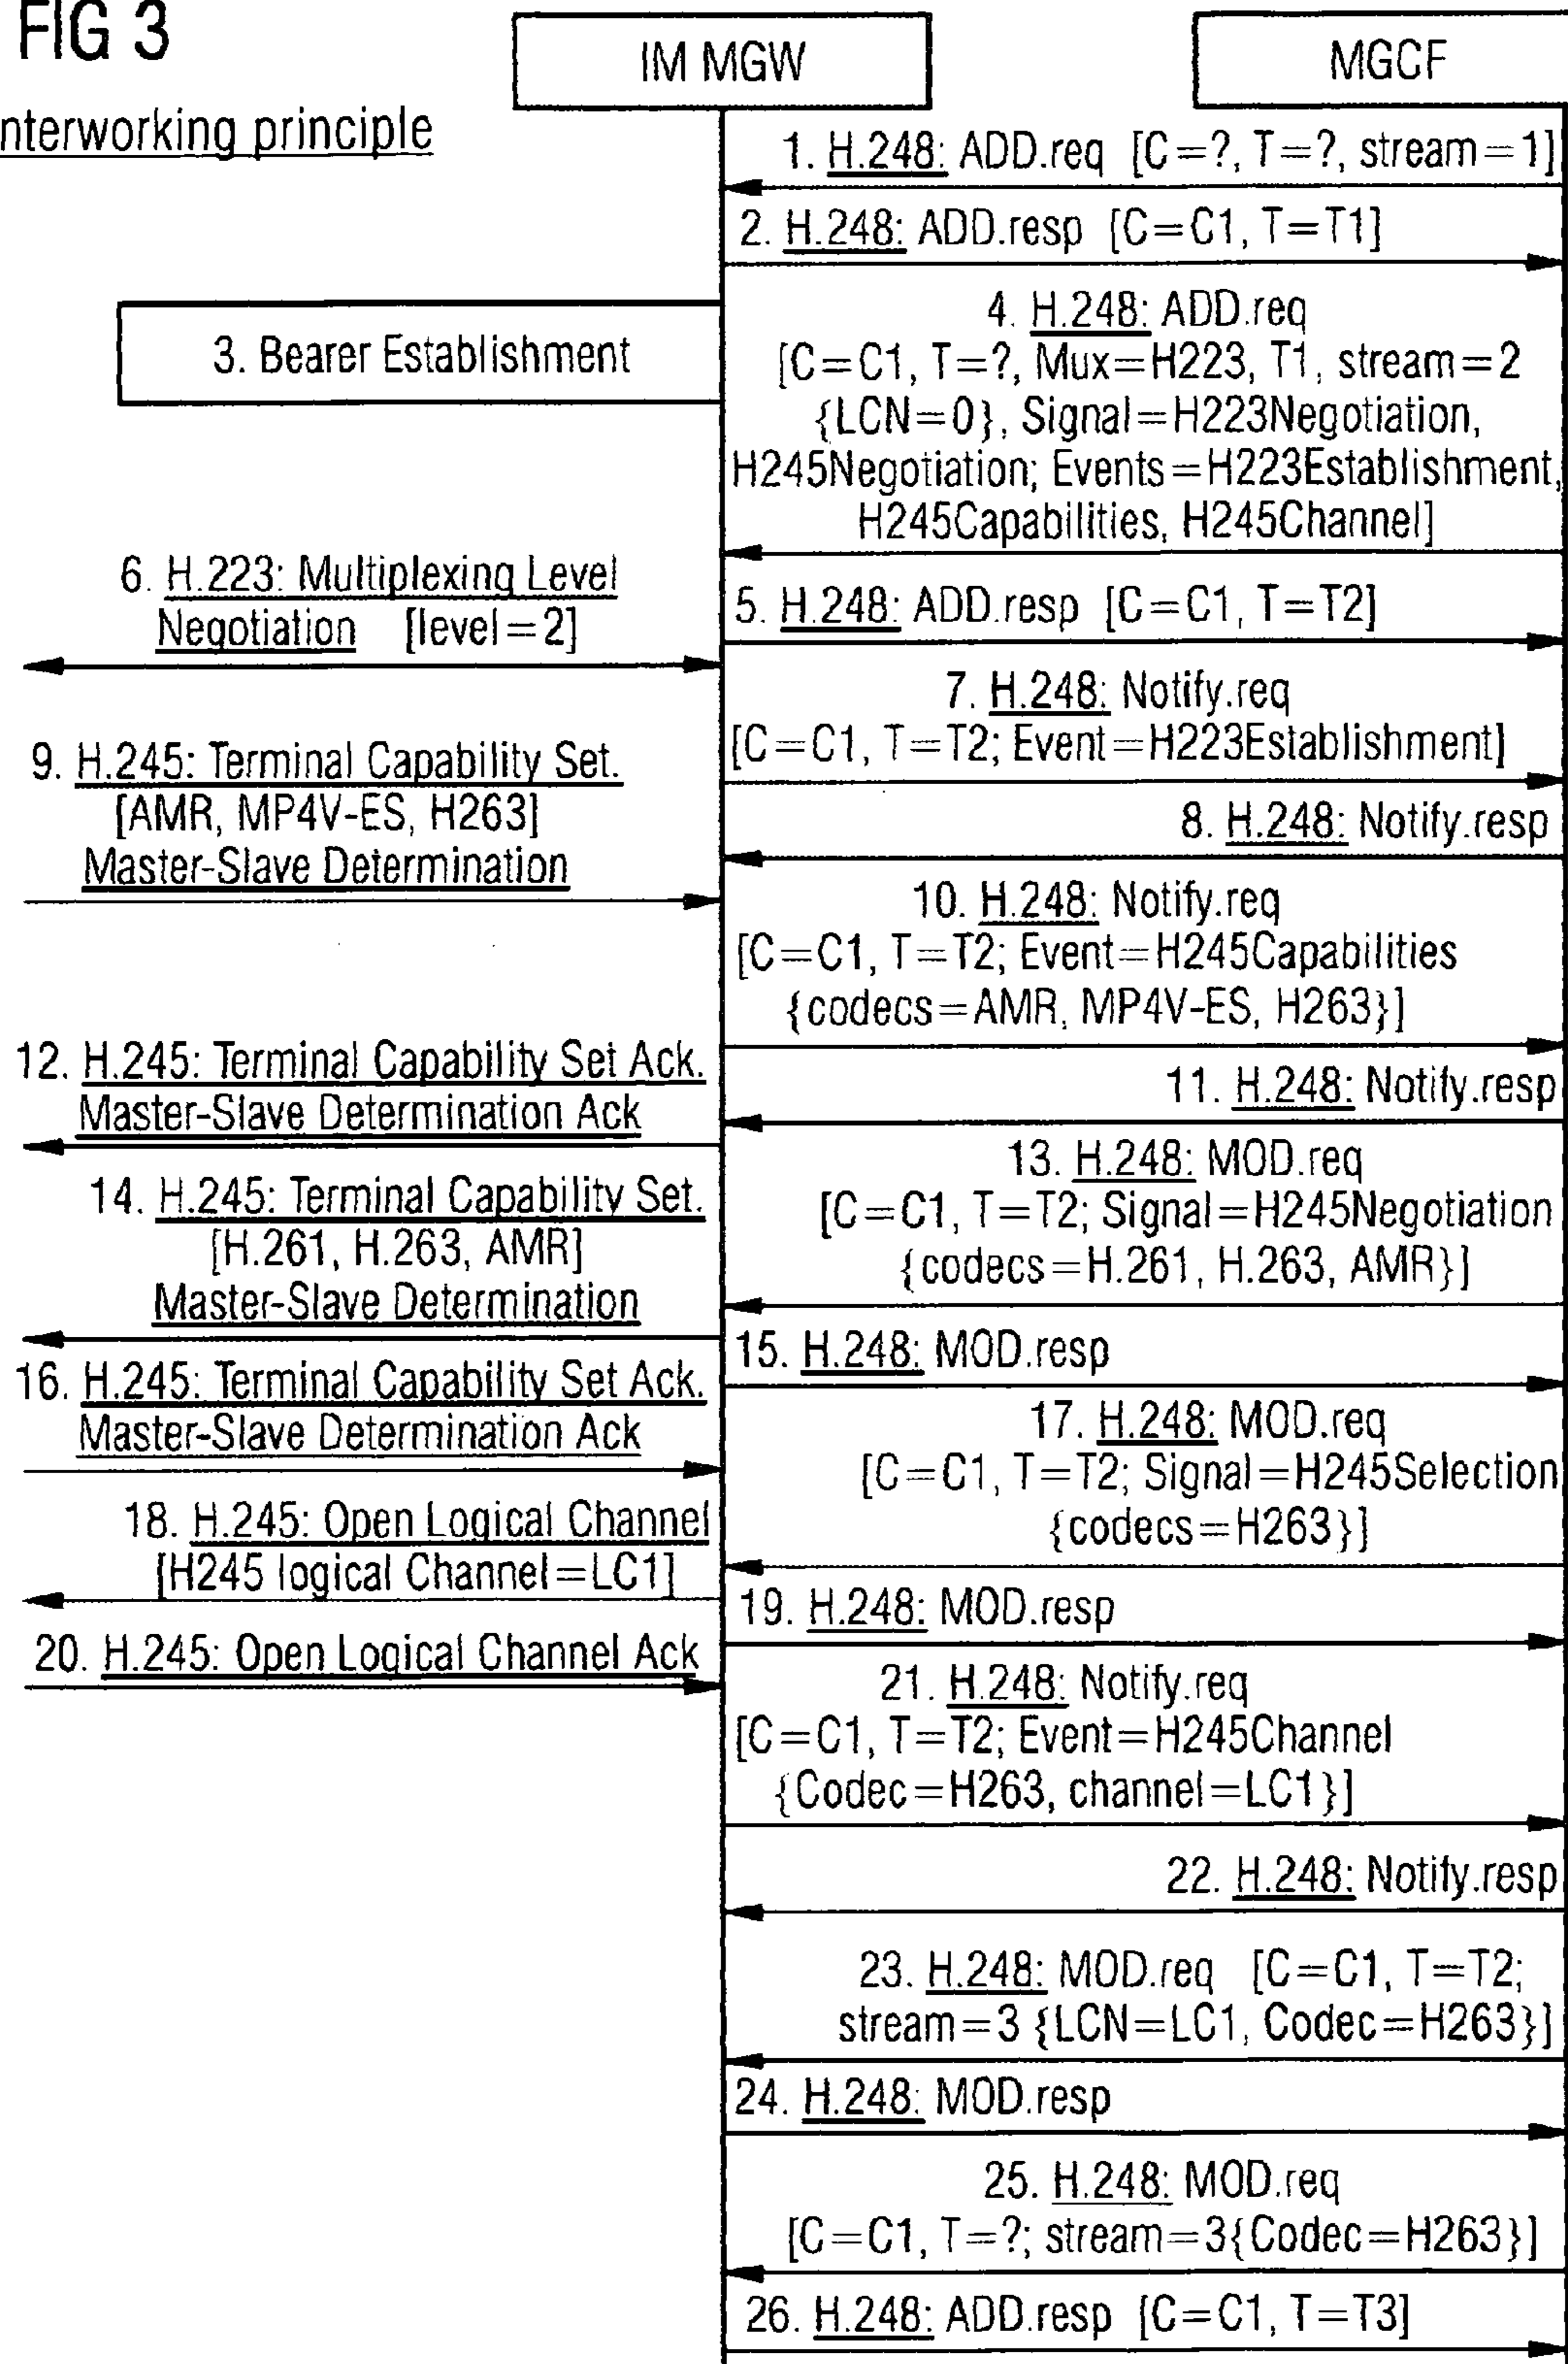 FIG 3
nterworking principle
IM MGW
MGCF
1. H.248: ADD.req [C=?, T=?, stream=1]
2. H.248: ADD.resp [C=C1, T=T1]
3. Bearer Establishment
4. H.248: ADD.req
[C=C1, T=?, Mux=H223, T1, stream=2
{LCN=0}, Signal=H223Negotiation,
H245Negotiation; Events=H223Establishment,
H245Capabilities, H245Channel]
5. H.248: ADD.resp [C=C1, T=T2]
6. H.223: Multiplexing Level
Negotiation [level=2]
7. H.248: Notify.req
[C=C1, T=T2; Event=H223Establishment]
8. H.248: Notify.resp
9. H.245: Terminal Capability Set.
[AMR, MP4V-ES, H263]
Master-Slave Determination
10. H.248: Notify.req
[C=C1, T=T2; Event=H245Capabilities
{codecs=AMR, MP4V-ES, H263}]
11. H.248: Notify.resp
12. H.245: Terminal Capability Set Ack.
Master-Slave Determination Ack
13. H.248: MOD.req
[C=C1, T=T2; Signal=H245Negotiation
{codecs=H.261, H.263, AMR}]
14. H.245: Terminal Capability Set.
[H.261, H.263, AMR]
Master-Slave Determination
15. H.248: MOD.resp
16. H.245: Terminal Capability Set Ack.
Master-Slave Determination Ack
17. H.248: MOD.req
[C=C1, T=T2; Signal=H245Selection
{codecs=H263}]
18. H.245: Open Logical Channel
[H245 logical Channel=LC1]
19. H.248: MOD.resp
20. H.245: Open Logical Channel Ack
21. H.248: Notify.req
[C=C1, T=T2; Event=H245Channel
{Codec=H263, channel=LC1}]
22. H.248: Notify.resp
23. H.248: MOD.req [C=C1, T=T2;
stream=3 {LCN=LC1, Codec=H263}]
24. H.248: MOD.resp
25. H.248: MOD.req
[C=C1, T=?; stream=3{Codec=H263}]
26. H.248: ADD.resp [C=C1, T=T3]